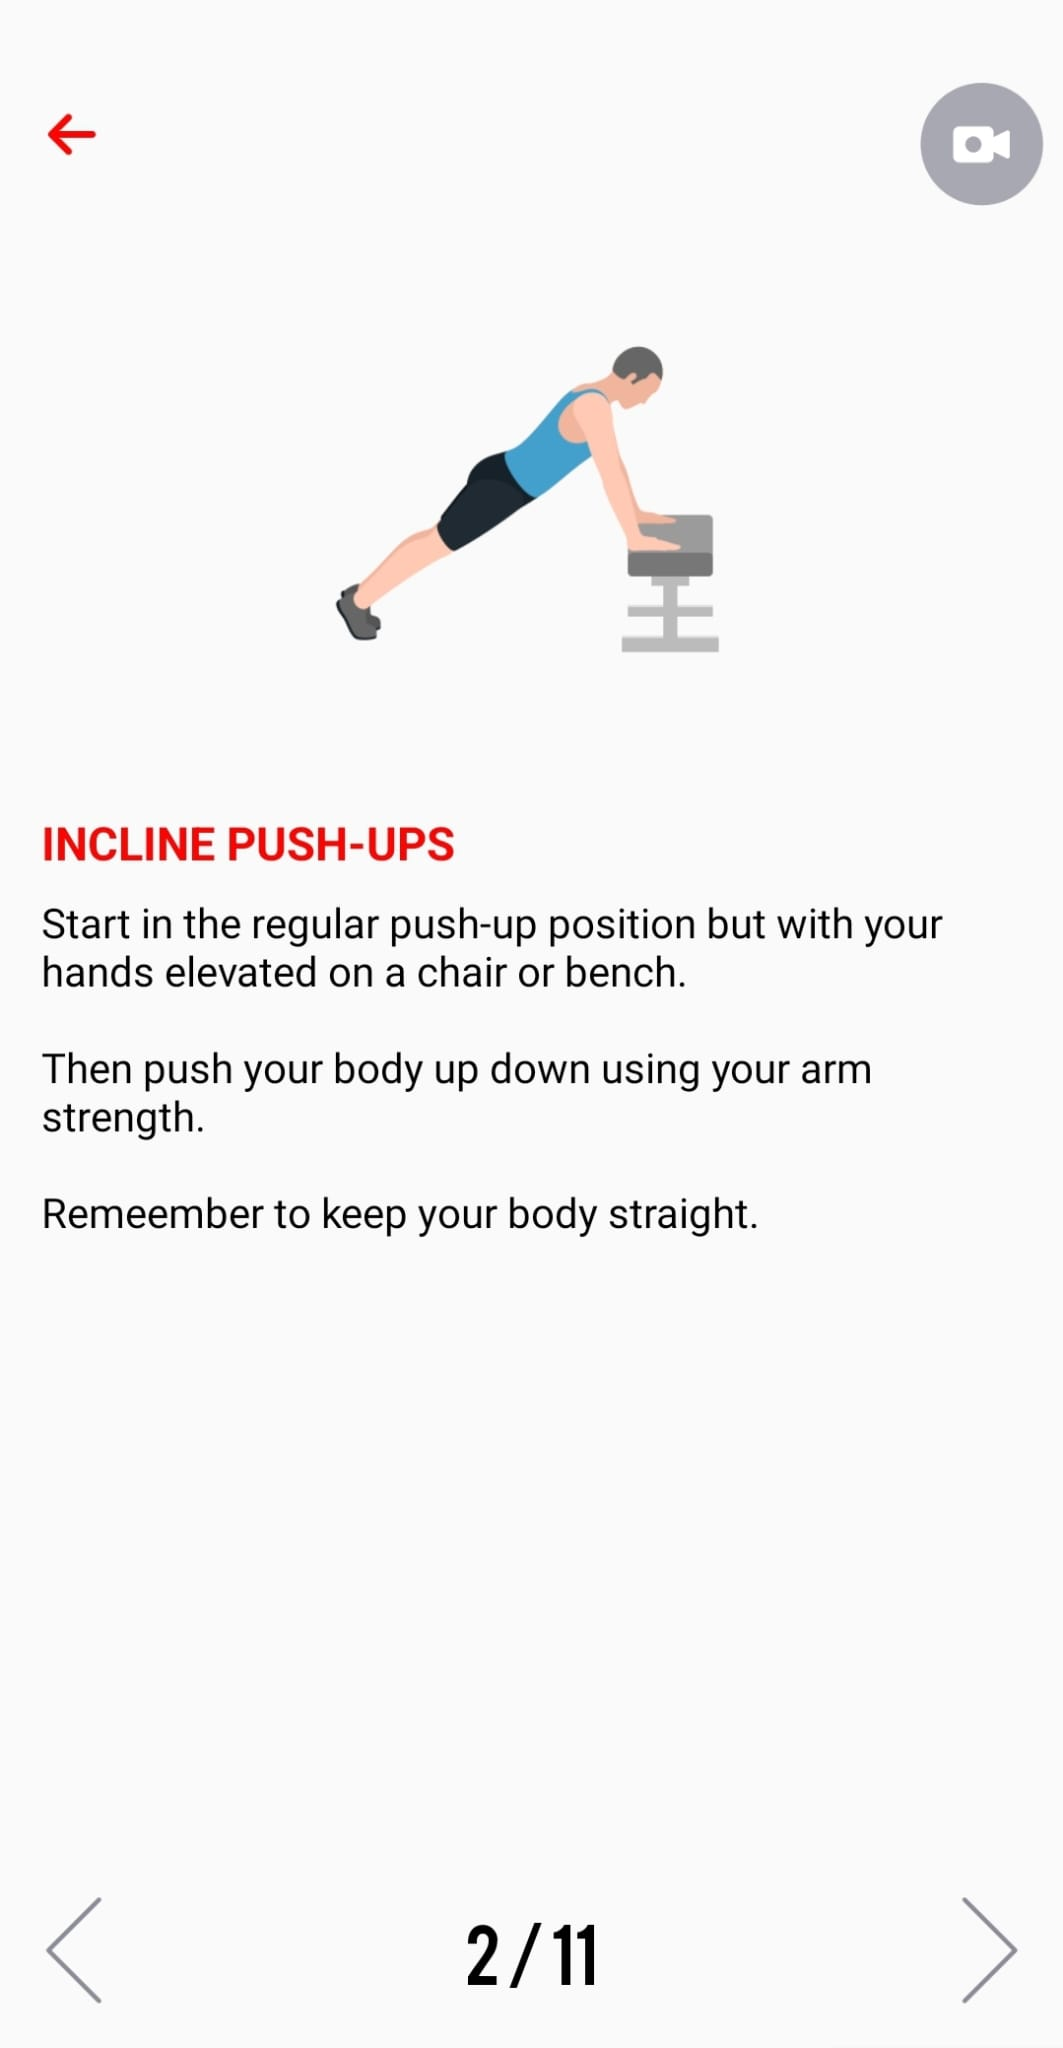 INCLINE PUSH-UPS
Start in the regular push-up position but with your
hands elevated on a chair or bench.
Then push your body up down using your arm
strength.
Remeember to keep your body straight.
2/11